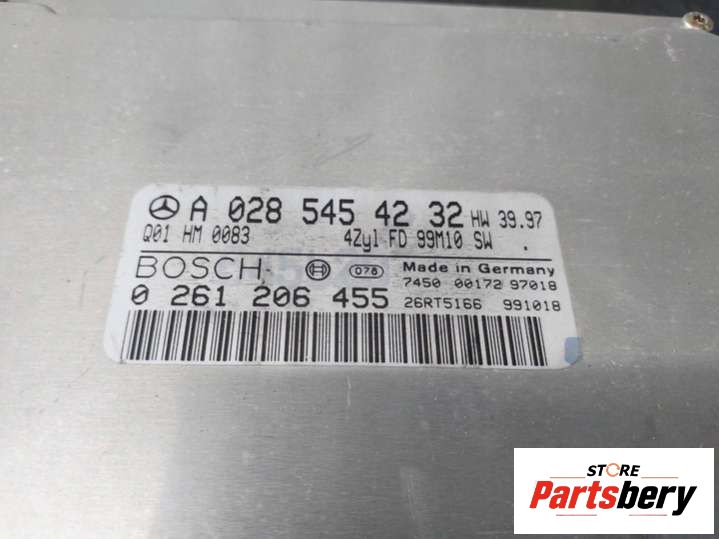 A 028 545 42 32 HW 39.97
Q01 HM 0083 4Zyl FD 99M10 SW .
BOSCH 076 Made in Germany
7450 00172 97018
0 261 206 455 26RT5166 991018
STORE
Partsbery